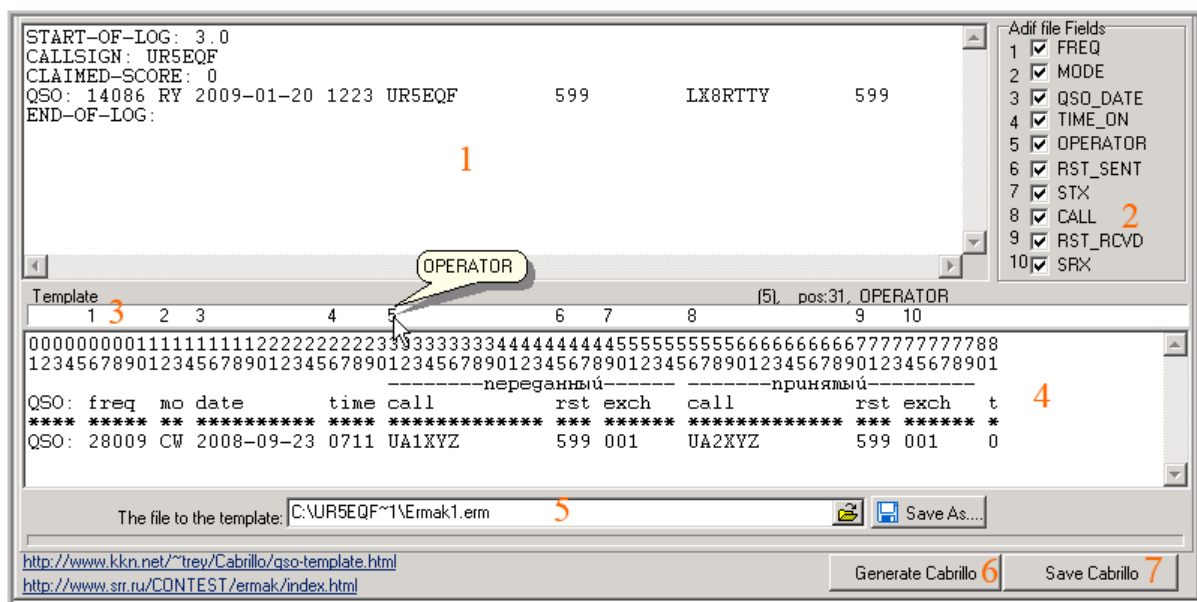 START-OF-LOG: 3.0
CALLSIGN: UR5EQF
CLAIMED-SCORE: 0
QSO: 14086 RY 2009-01-20 1223 UR5EQF 599 LX8RTTY 599
END-OF-LOG:
1
Adif file Fields
1 FREQ
2 MODE
3 QSO_DATE
4 TIME_ON
5 OPERATOR
6 RST_SENT
7 STX
8 CALL 2
9 RST_RCVD
10 SRX
OPERATOR
Template 3 (5), pos:31, OPERATOR
1 2 3 4 5 6 7 8 9 10
000000000111111111122222222223333333333444444444455555555556666666666777777777788
123456789012345678901234567890123456789012345678901234567890123456789012345678901
--------переданный------ -------принятый---------
QSO: freq mo date time call rst exch call rst exch t
**** ***** ** ********** **** ************* *** ****** ************* *** ****** *
QSO: 28009 CW 2008-09-23 0711 UA1XYZ 599 001 UA2XYZ 599 001 0
4
The file to the template: C:\UR5EQF~1\Ermak1.erm 5 Save As....
http://www.kkn.net/~trey/Cabrillo/qso-template.html
http://www.srr.ru/CONTEST/ermak/index.html
Generate Cabrillo 6 Save Cabrillo 7